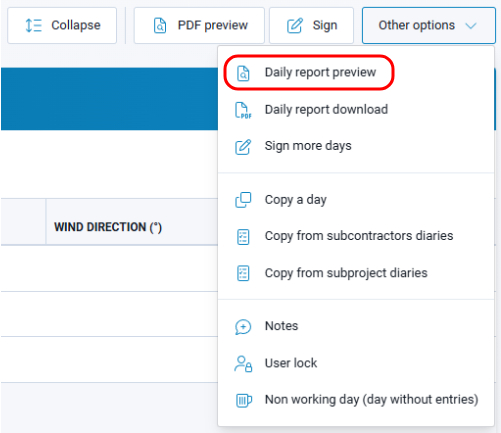 Collapse
PDF preview
Sign
Other options
Daily report preview
PDF
Daily report download
Sign more days
Copy a day
WIND DIRECTION (°)
Copy from subcontractors diaries
Copy from subproject diaries
Notes
User lock
Non working day (day without entries)